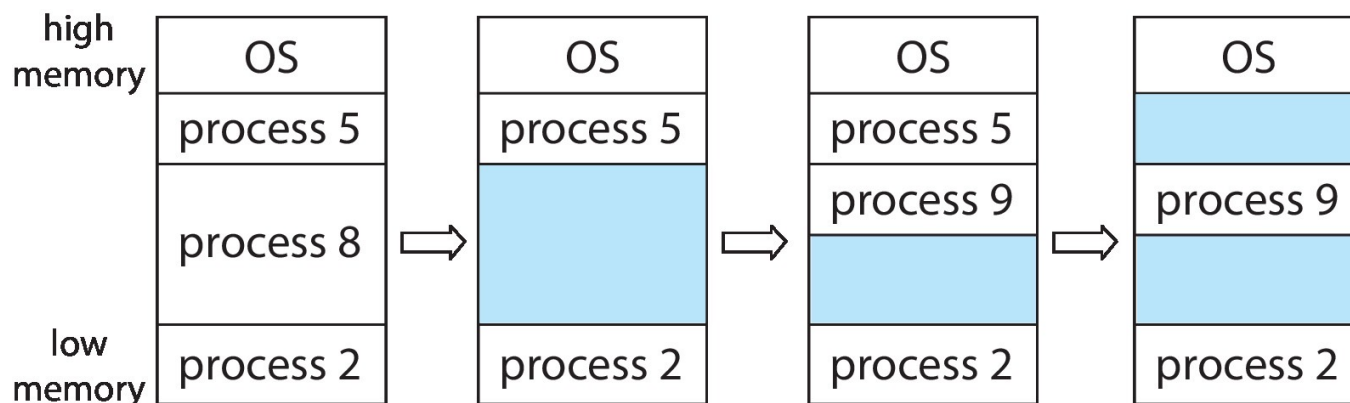 high
memory
OS
process 5
process 8
low
memory
process 2
OS
process 5
process 2
OS
process 5
process 9
process 2
OS
process 9
process 2